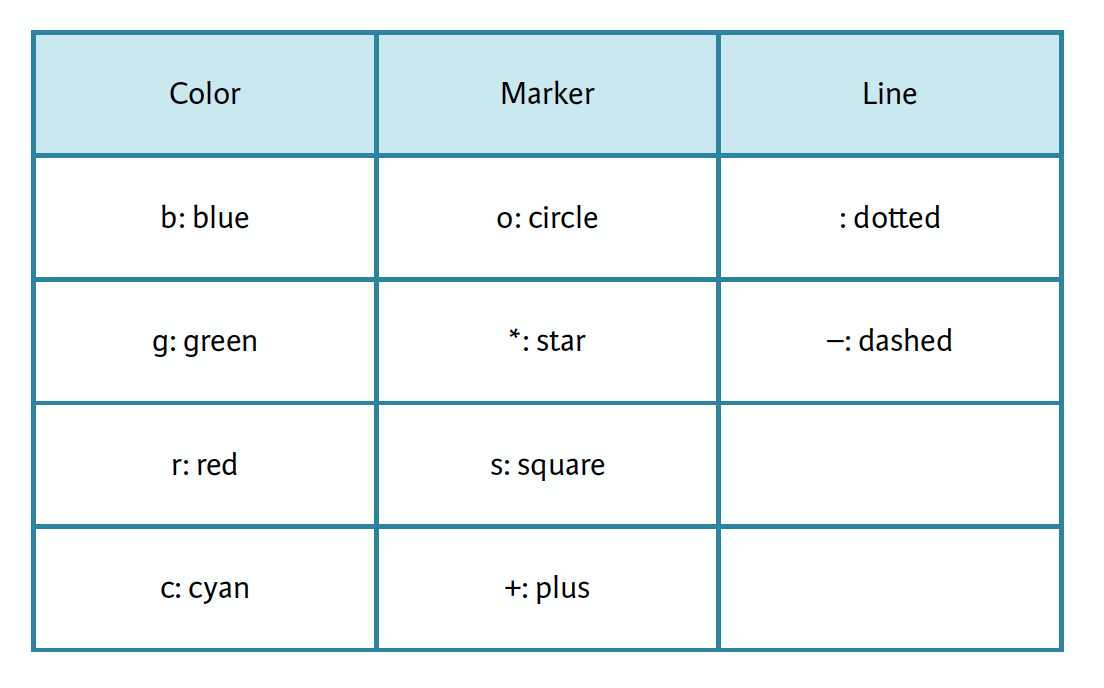 Color Marker Line
b: blue o: circle : dotted
g: green *: star –: dashed
r: red s: square
c: cyan +: plus